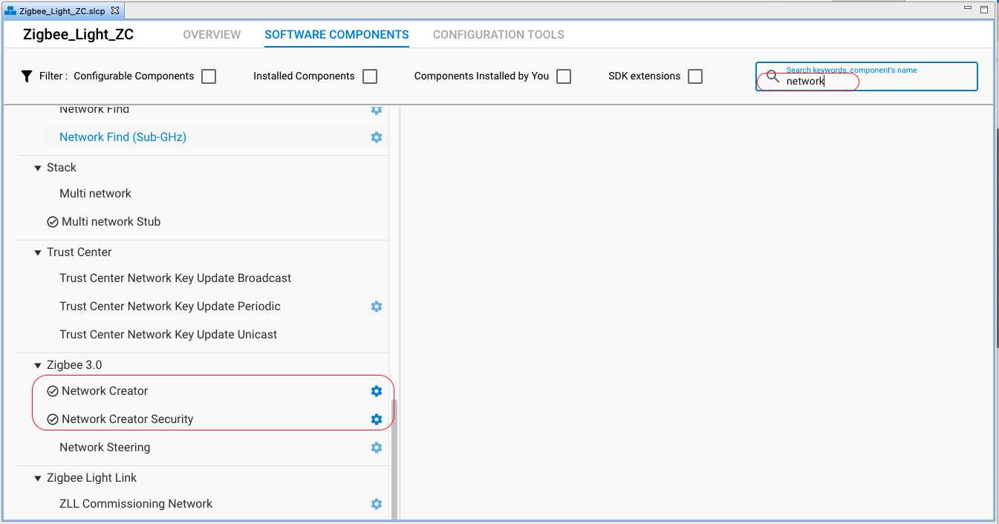 Zigbee_Light_ZC.slcp
Zigbee_Light_ZC OVERVIEW SOFTWARE COMPONENTS CONFIGURATION TOOLS
Filter : Configurable Components Installed Components Components Installed by You SDK extensions
Search keywords, component's name
network
Network Find
Network Find (Sub-GHz)
Stack
Multi network
Multi network Stub
Trust Center
Trust Center Network Key Update Broadcast
Trust Center Network Key Update Periodic
Trust Center Network Key Update Unicast
Zigbee 3.0
Network Creator
Network Creator Security
Network Steering
Zigbee Light Link
ZLL Commissioning Network